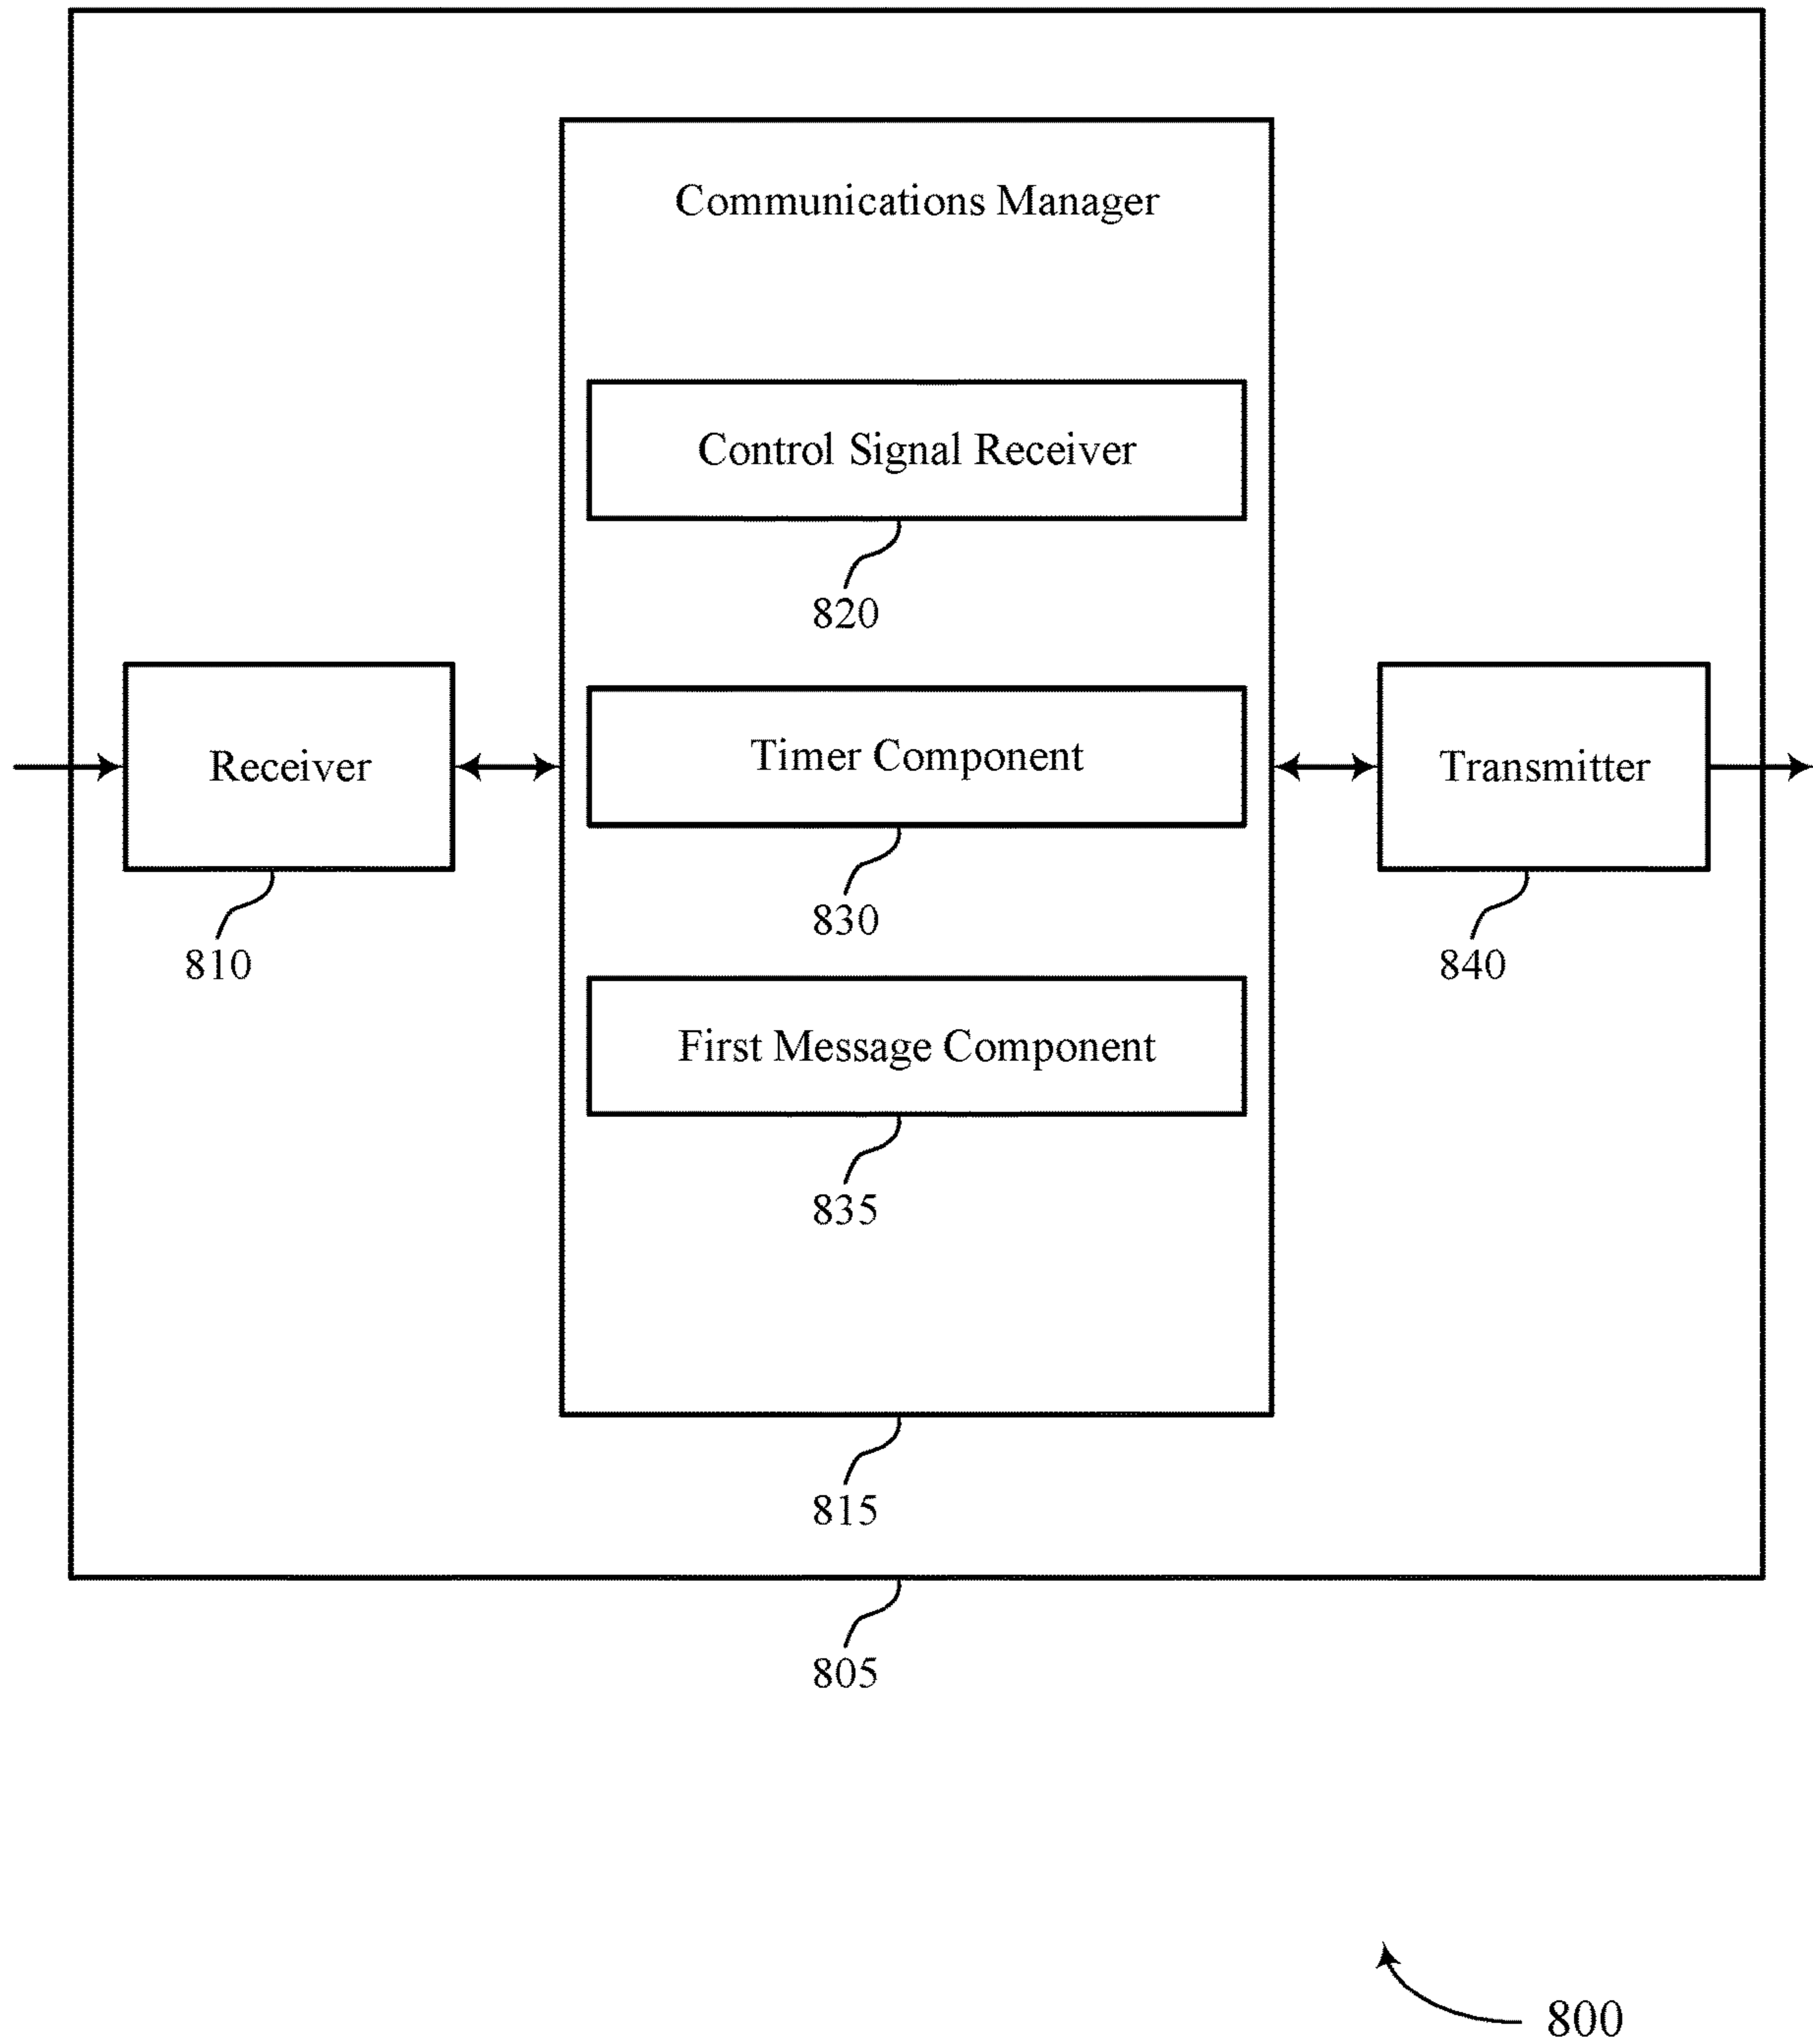 Communications Manager
Control Signal Receiver
820
Receiver
810
Timer Component
830
Transmitter
840
First Message Component
835
815
805
800